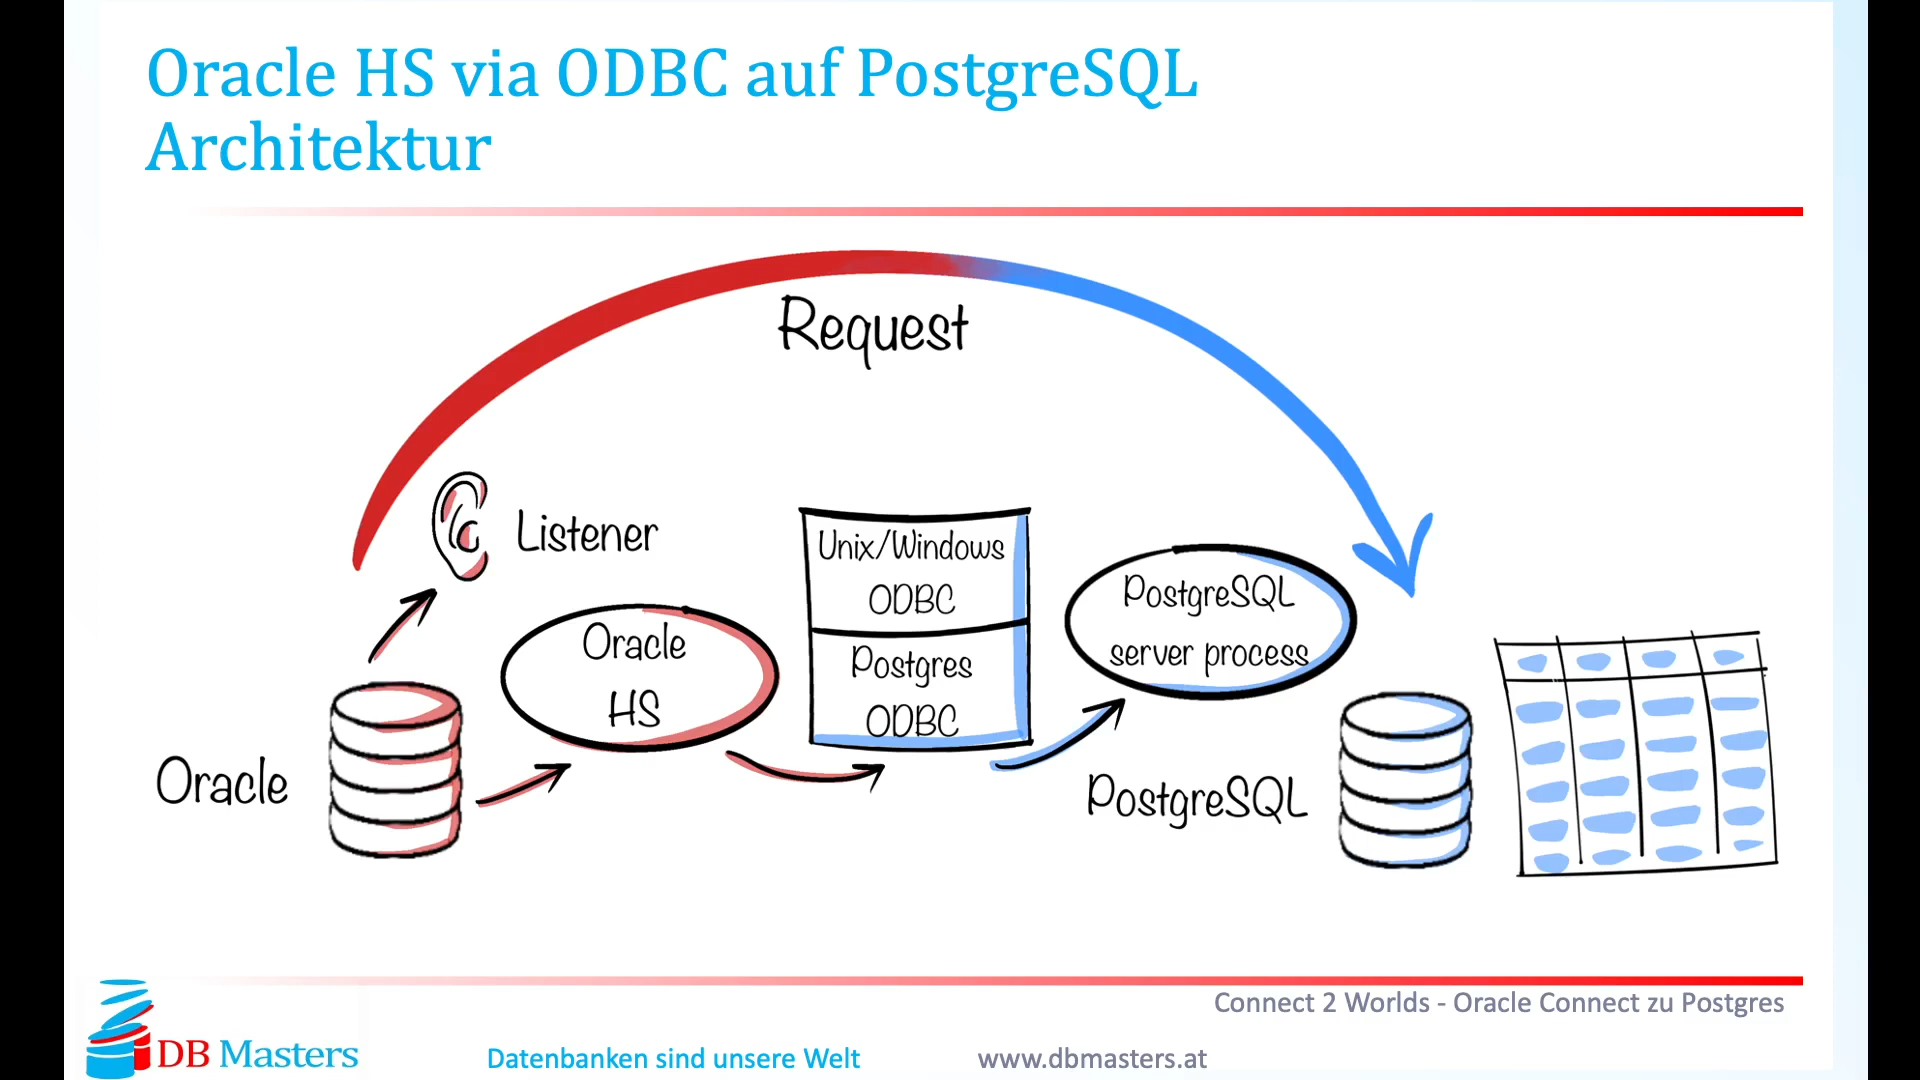 Oracle HS via ODBC auf PostgreSQL
Architektur
Request
Listener
Unix/Windows
ODBC
Postgres
ODBC
Oracle
HS
PostgreSQL
server process
Oracle
PostgreSQL
Connect 2 Worlds - Oracle Connect zu Postgres
DB Masters
Datenbanken sind unsere Welt
www.dbmasters.at